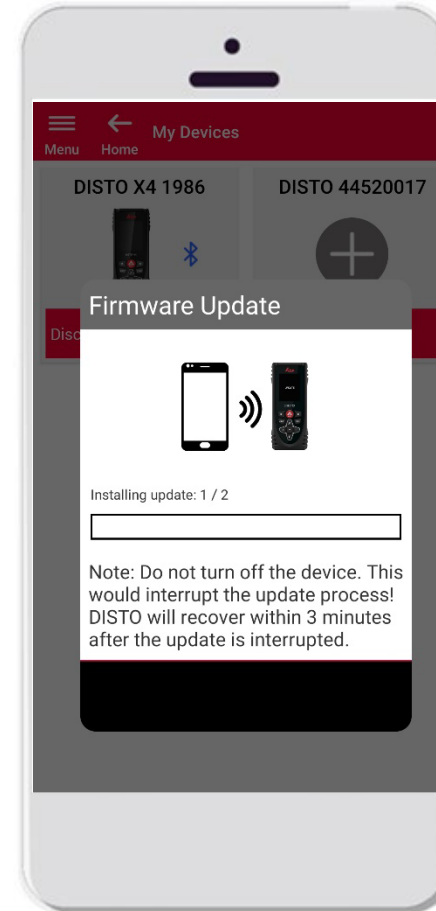 My Devices
Menu Home
DISTO X4 1986
DISTO 44520017
Disc
Firmware Update
Installing update: 1 / 2
Note: Do not turn off the device. This
would interrupt the update process!
DISTO will recover within 3 minutes
after the update is interrupted.